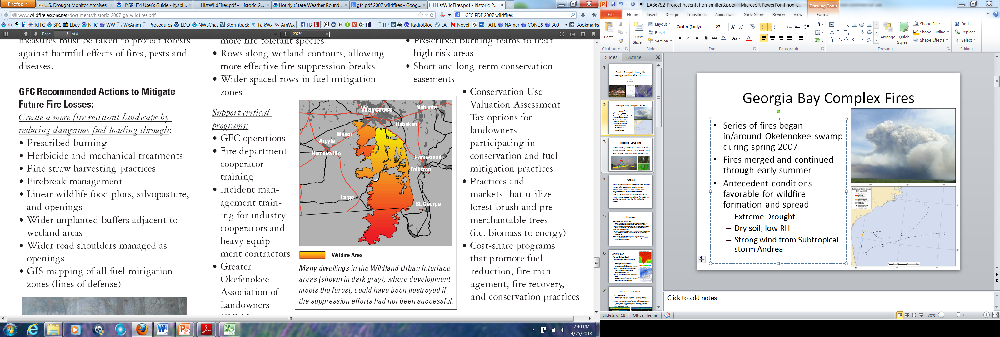 Firefox
U.S. Drought Monitor Archives
HYSPLIT4 User's Guide - hyspl...
HistWildFires.pdf - Historic_2...
Hourly (State Weather Round...
gfc pdf 2007 wildfires - Goog...
HistWildFires.pdf - historic_2...
www.wildfirelessons.net/documents/historic_2007_ga_wildfires.pdf
GFC PDF 2007 wildfires
KFFC SPC Ebay NHC WW WxAnim Procedures EDD NWSChat Stormtrack TalkWx AmWx FB HP RadioBlog LAF Novell TATL NAmer CONUS 300 » Bookmarks
Page: 7 of 8
237%
measures must be taken to protect forests
against harmful effects of fires, pests and
diseases.
GFC Recommended Actions to Mitigate
Future Fire Losses:
Create a more fire resistant landscape by
reducing dangerous fuel loading through:
• Prescribed burning
• Herbicide and mechanical treatments
• Pine straw harvesting practices
• Firebreak management
• Linear wildlife food plots, silvopasture,
and openings
• Wider unplanted buffers adjacent to
wetland areas
• Wider road shoulders managed as
openings
• GIS mapping of all fuel mitigation
zones (lines of defense)
more fire tolerant species
• Rows along wetland contours, allowing
more effective fire suppression breaks
• Wider-spaced rows in fuel mitigation
zones
Support critical
programs:
• GFC operations
• Fire department
cooperator
training
• Incident man-
agement train-
ing for industry
cooperators and
heavy equip-
ment contractors
• Greater
Okefenokee
Association of
Landowners
(GOAL)
Waycross
Nahunta
Hoboken
Manor
Argyle
Homersville
Homestead
Folkston
Fargo
St. George
Wildire Area
Many dwellings in the Wildland Urban Interface
areas (shown in dark gray), where development
meets the forest, could have been destroyed if
the suppression efforts had not been successful.
• Prescribed burning teams to treat
high risk areas
• Short and long-term conservation
easements
• Conservation Use
Valuation Assessment
Tax options for
landowners
participating in
conservation and fuel
mitigation practices
• Practices and
markets that utilize
forest brush and pre-
merchantable trees
(i.e. biomass to energy)
• Cost-share programs
that promote fuel
reduction, fire man-
agement, fire recovery,
and conservation practices
2:40 PM
4/25/2013
EAS6792-ProjectPresentation-smiller3.pptx - Microsoft PowerPoint non-c...
Drawing Tools
File Home Insert Design Transitions Animations Slide Show Review View Format
Paste
Clipboard
New
Slide
Layout
Reset
Section
Slides
Calibri (Body) 27
Font
Paragraph
Arrange
Quick
Styles
Shape Fill
Shape Outline
Shape Effects
Drawing
Find
Replace
Select
Editing
Slides Outline
1
Smoke Transport during the
Georgia/Florida Fires of 2007
2
Georgia Bay Complex Fires
3
Bugaboo Scrub Fire
4
Purpose
5
Methods
6
MODIS AOD
7
CALIPSO Backscatter
Georgia Bay Complex Fires
• Series of fires began
in/around Okefenokee swamp
during spring 2007
• Fires merged and continued
through early summer
• Antecedent conditions
favorable for wildfire
formation and spread
– Extreme Drought
– Dry soil; low RH
– Strong wind from Subtropical
storm Andrea
Subtropical Storm Andrea
9-11 May, 2007
Click to add notes
Slide 2 of 18
"Office Theme"
70%